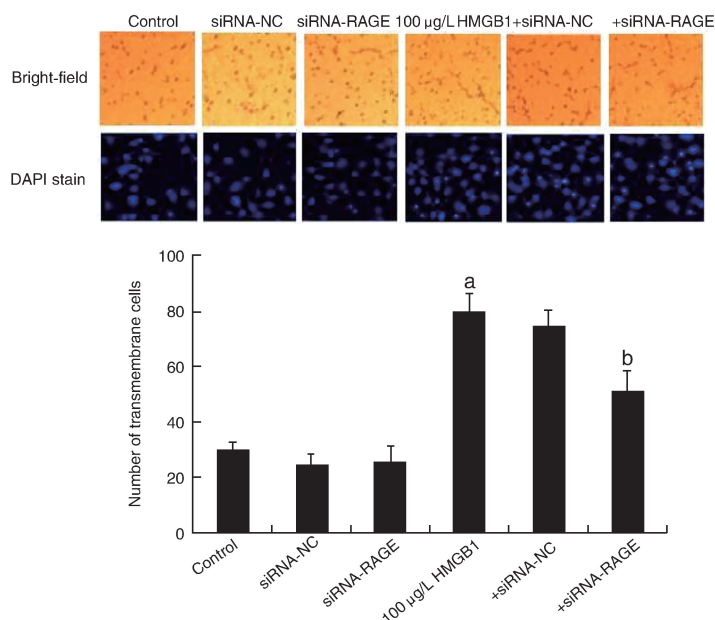 Control siRNA-NC siRNA-RAGE 100 µg/L HMGB1 +siRNA-NC +siRNA-RAGE
Bright-field
DAPI stain
Number of transmembrane cells
100
80
60
40
20
0
a
b
Control
siRNA-NC
siRNA-RAGE
100 µg/L HMGB1
+siRNA-NC
+siRNA-RAGE